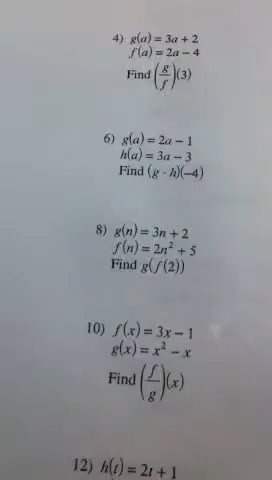 4) g(a) = 3a + 2
f(a) = 2a − 4
Find (g/f)(3)
6) g(a) = 2a − 1
h(a) = 3a − 3
Find (g · h)(−4)
8) g(n) = 3n + 2
f(n) = 2n² + 5
Find g(f(2))
10) f(x) = 3x − 1
g(x) = x² − x
Find (f/g)(x)
12) h(t) = 2t + 1